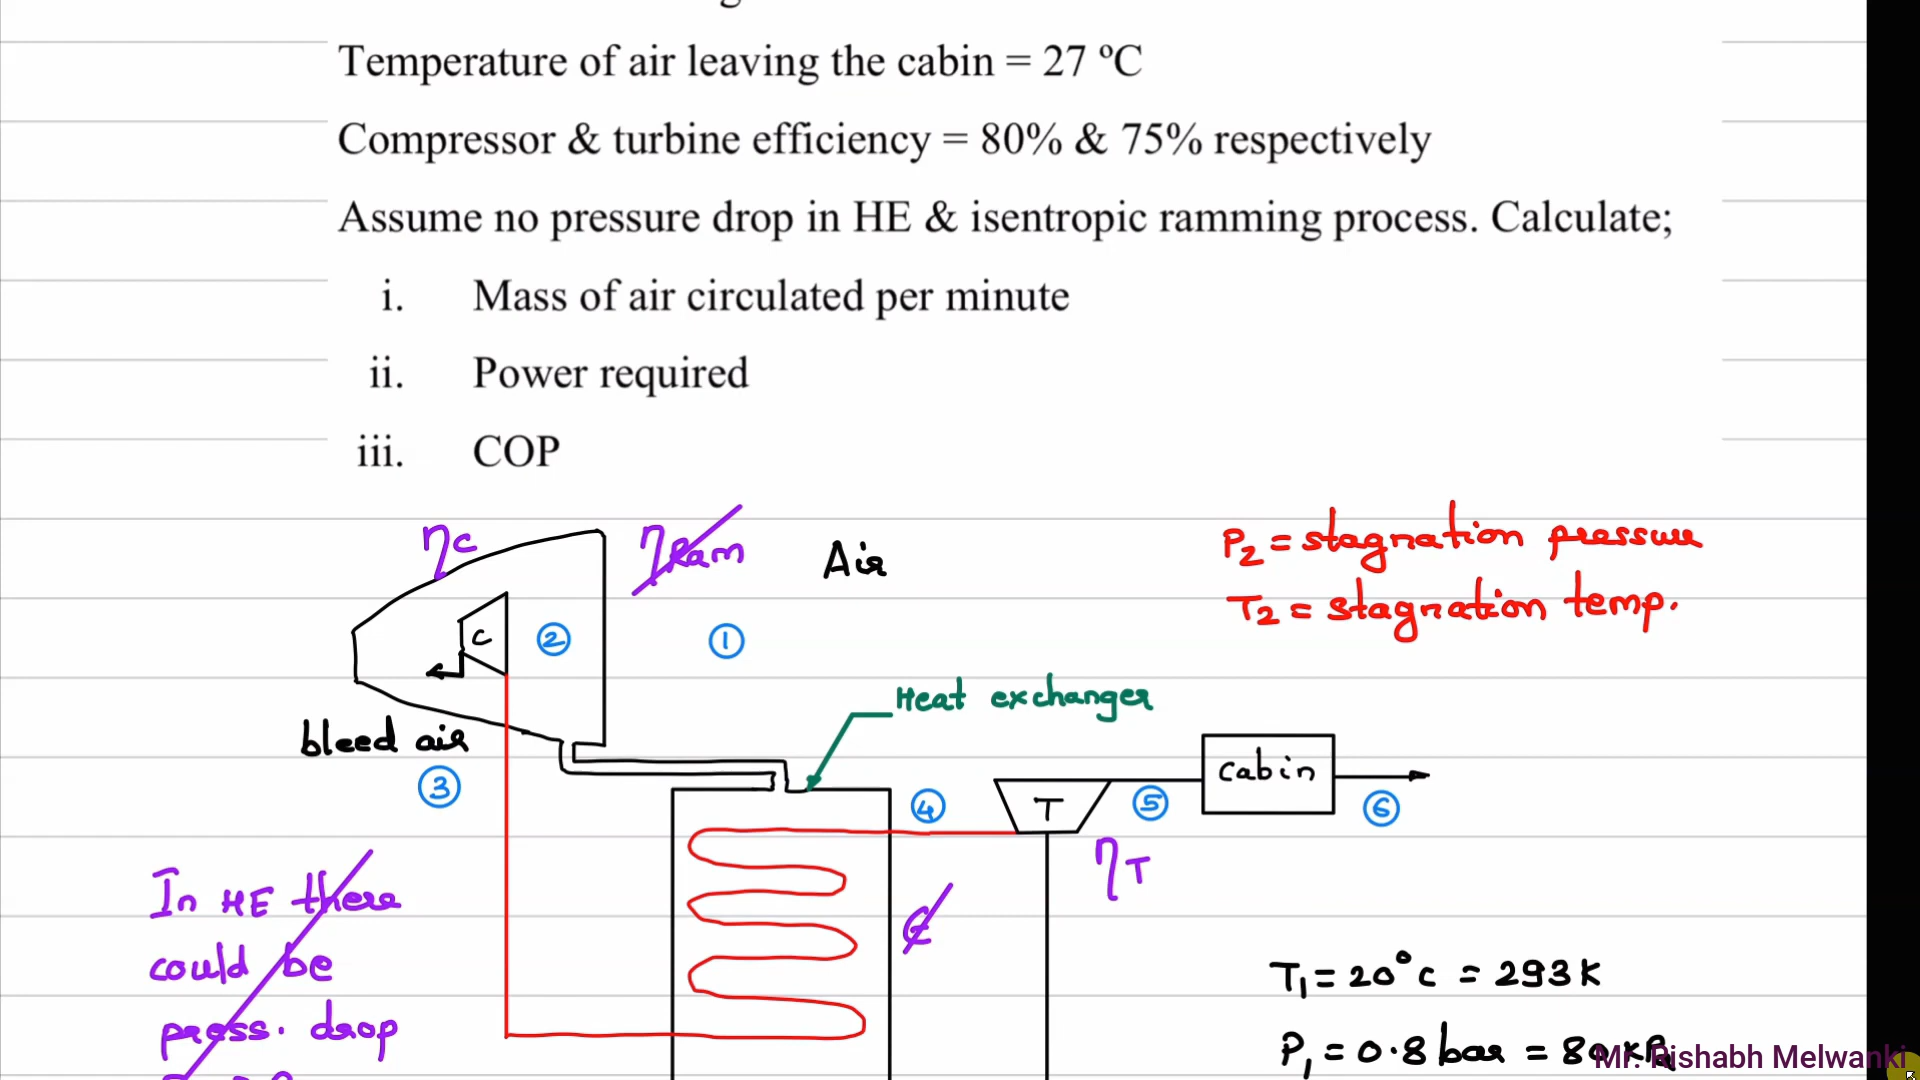 Temperature of air leaving the cabin = 27 ºC
Compressor & turbine efficiency = 80% & 75% respectively
Assume no pressure drop in HE & isentropic ramming process. Calculate;
i. Mass of air circulated per minute
ii. Power required
iii. COP
ηc
ηRam
Air
P2 = stagnation pressure
T2 = stagnation temp.
C
2
1
Heat exchanger
bleed air
3
4
T
5
cabin
6
ηT
In HE there
could be
press. drop
€
T1 = 20°c = 293 K
P1 = 0.8 bar = 80 KPa
Mr. Rishabh Melwanki